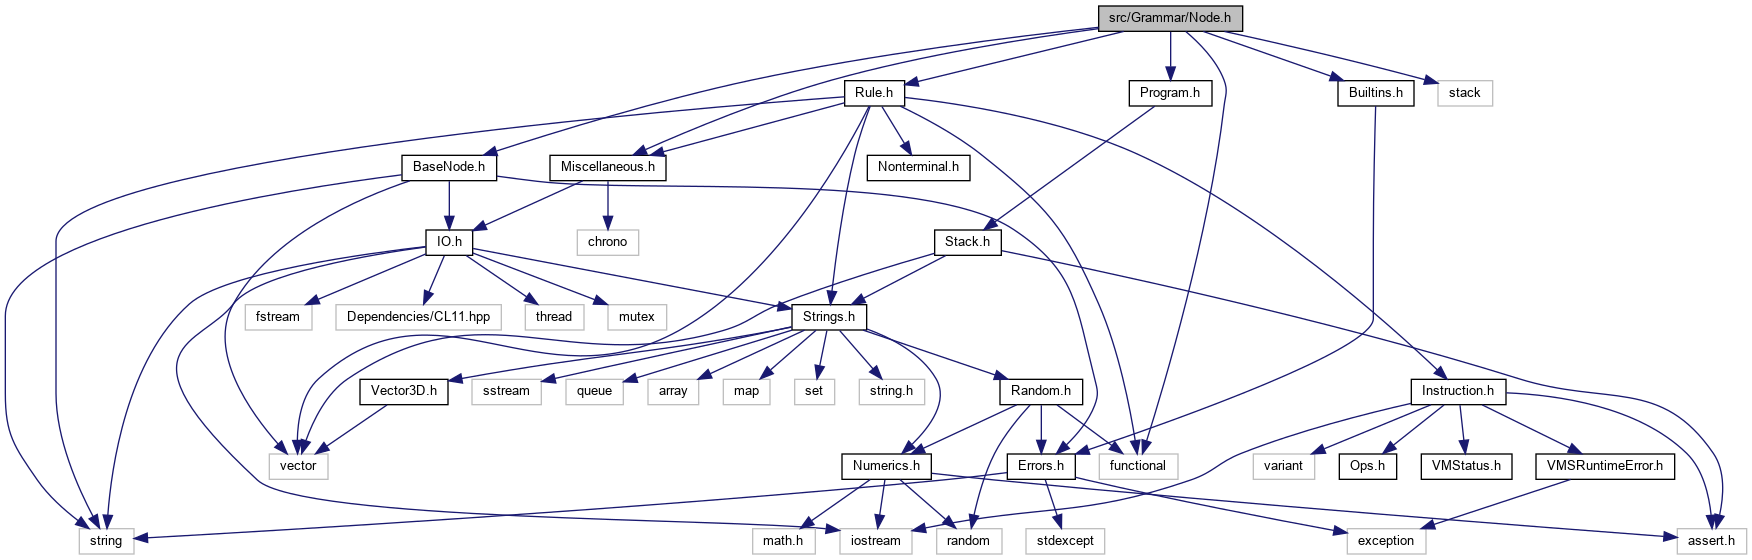 src/Grammar/Node.h
Rule.h
Program.h
Builtins.h
stack
BaseNode.h
Miscellaneous.h
Nonterminal.h
IO.h
chrono
Stack.h
fstream
Dependencies/CL11.hpp
thread
mutex
Strings.h
Vector3D.h
sstream
queue
array
map
set
string.h
Random.h
Instruction.h
vector
Numerics.h
Errors.h
functional
variant
Ops.h
VMStatus.h
VMSRuntimeError.h
string
math.h
iostream
random
stdexcept
exception
assert.h